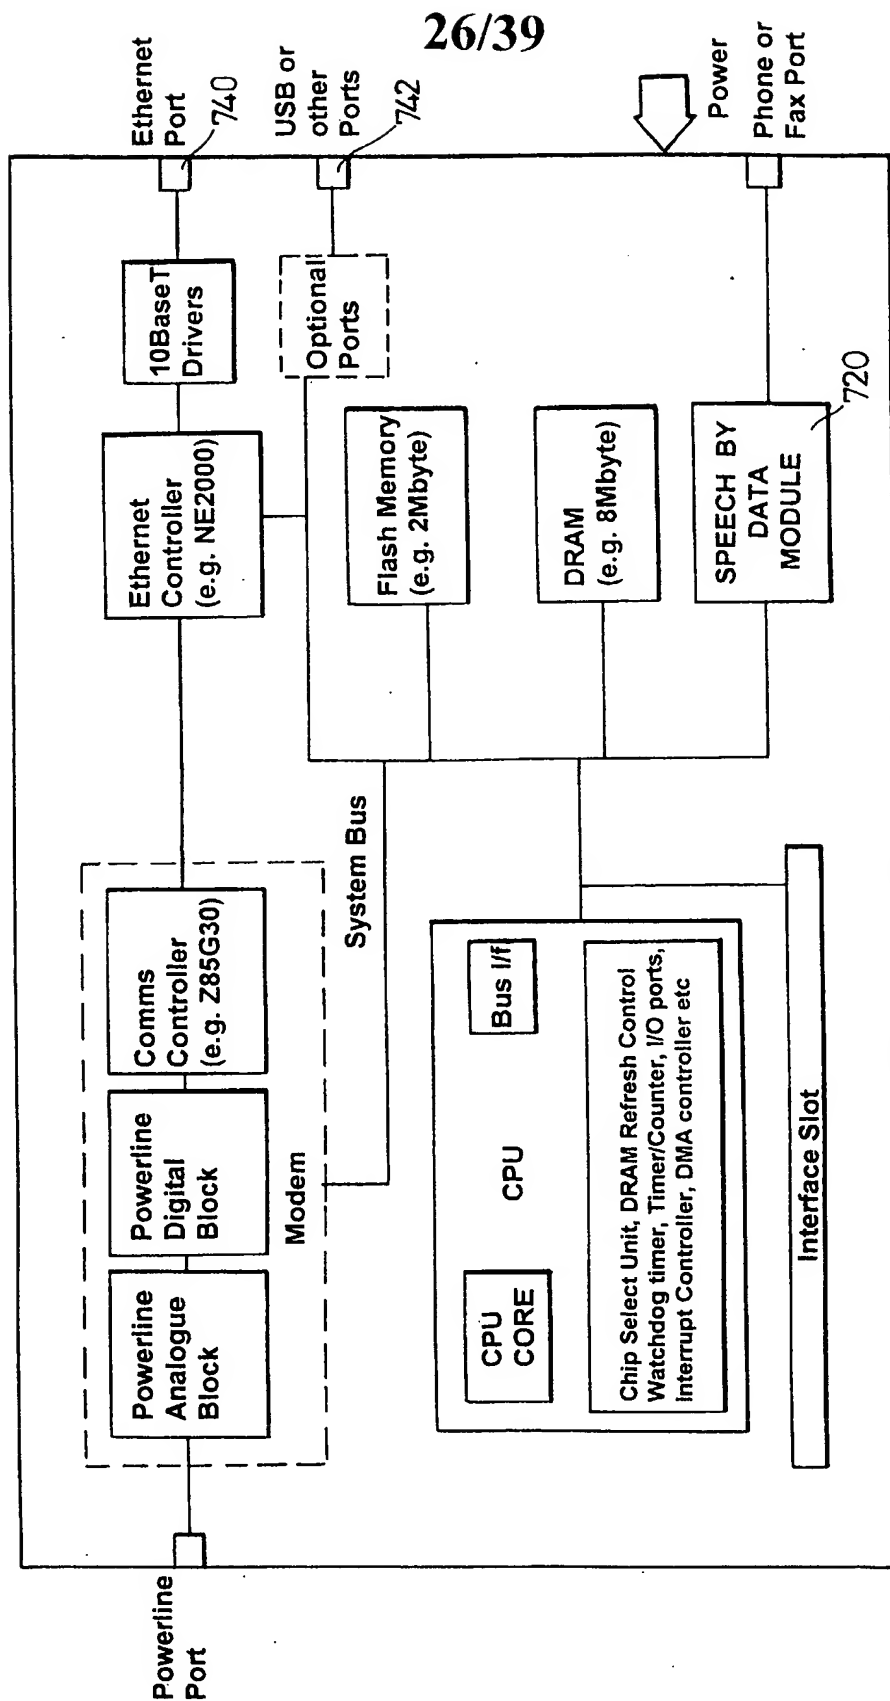 26/39
Powerline
Port
Powerline
Analogue
Block
Powerline
Digital
Block
Comms
Controller
(e.g. Z85G30)
Modem
Ethernet
Controller
(e.g. NE2000)
10BaseT
Drivers
Ethernet
Port
740
System Bus
Optional
Ports
USB or
other
Ports
742
Flash Memory
(e.g. 2Mbyte)
DRAM
(e.g. 8Mbyte)
Power
CPU
CORE
CPU
Bus I/f
Chip Select Unit, DRAM Refresh Control
Watchdog timer, Timer/Counter, I/O ports,
Interrupt Controller, DMA controller etc
SPEECH BY
DATA
MODULE
720
Phone or
Fax Port
Interface Slot